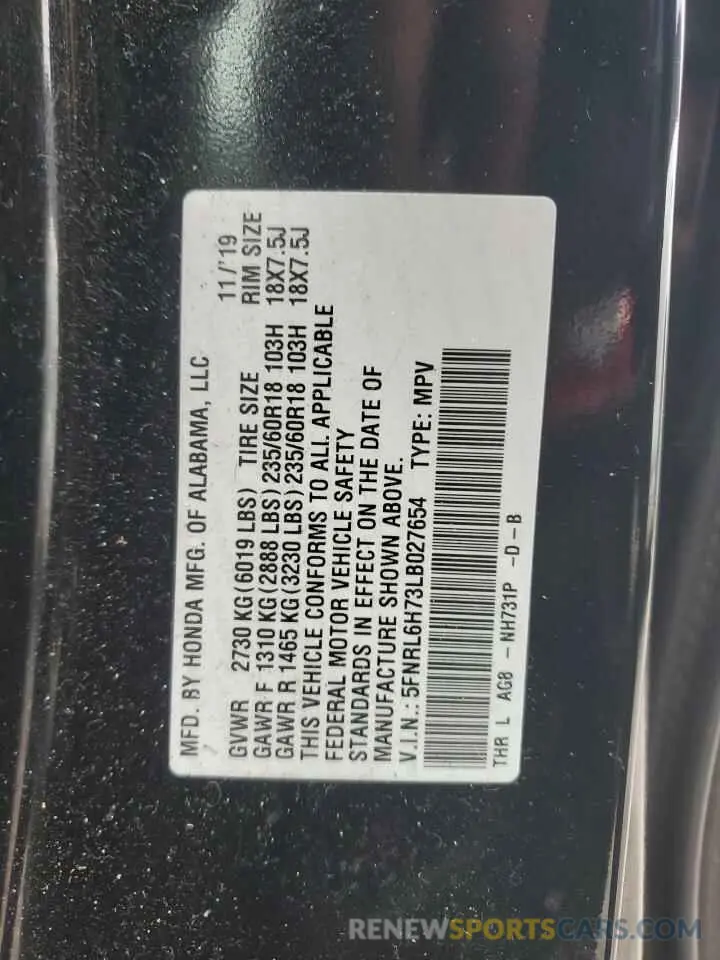 MFD. BY HONDA MFG. OF ALABAMA, LLC 11/'19
GVWR 2730 KG(6019 LBS) TIRE SIZE RIM SIZE
GAWR F 1310 KG(2888 LBS) 235/60R18 103H 18X7.5J
GAWR R 1465 KG(3230 LBS) 235/60R18 103H 18X7.5J
THIS VEHICLE CONFORMS TO ALL APPLICABLE
FEDERAL MOTOR VEHICLE SAFETY
STANDARDS IN EFFECT ON THE DATE OF
MANUFACTURE SHOWN ABOVE.
V.I.N.: 5FNRL6H73LB027654 TYPE: MPV
THR L AG8 -NH731P -D-B
RENEWSPORTSCARS.COM